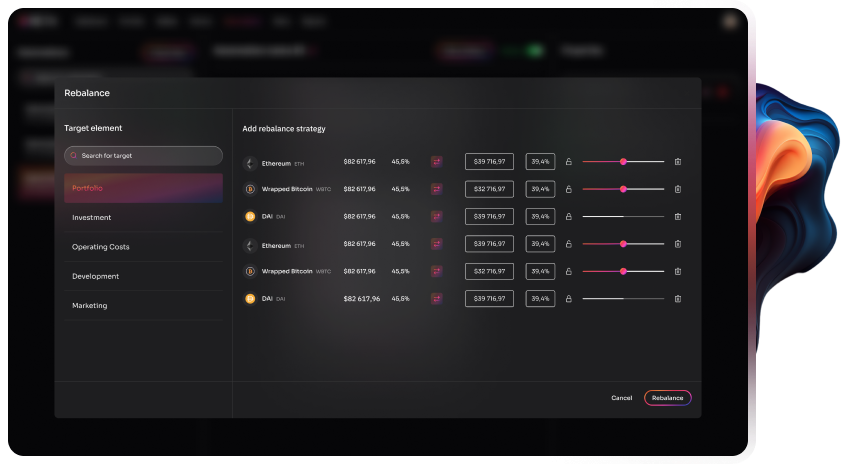 Rebalance
Target element
Add rebalance strategy
Search for target
Portfolio
Investment
Operating Costs
Development
Marketing
Ethereum ETH $82 617,96 45,5% $39 716,97 39,4%
Wrapped Bitcoin WBTC $82 617,96 45,5% $32 716,97 39,4%
DAI DAI $82 617,96 45,5% $39 716,97 39,4%
Ethereum ETH $82 617,96 45,5% $39 716,97 39,4%
Wrapped Bitcoin WBTC $82 617,96 45,5% $32 716,97 39,4%
DAI DAI $82 617,96 45,5% $39 716,97 39,4%
Cancel
Rebalance